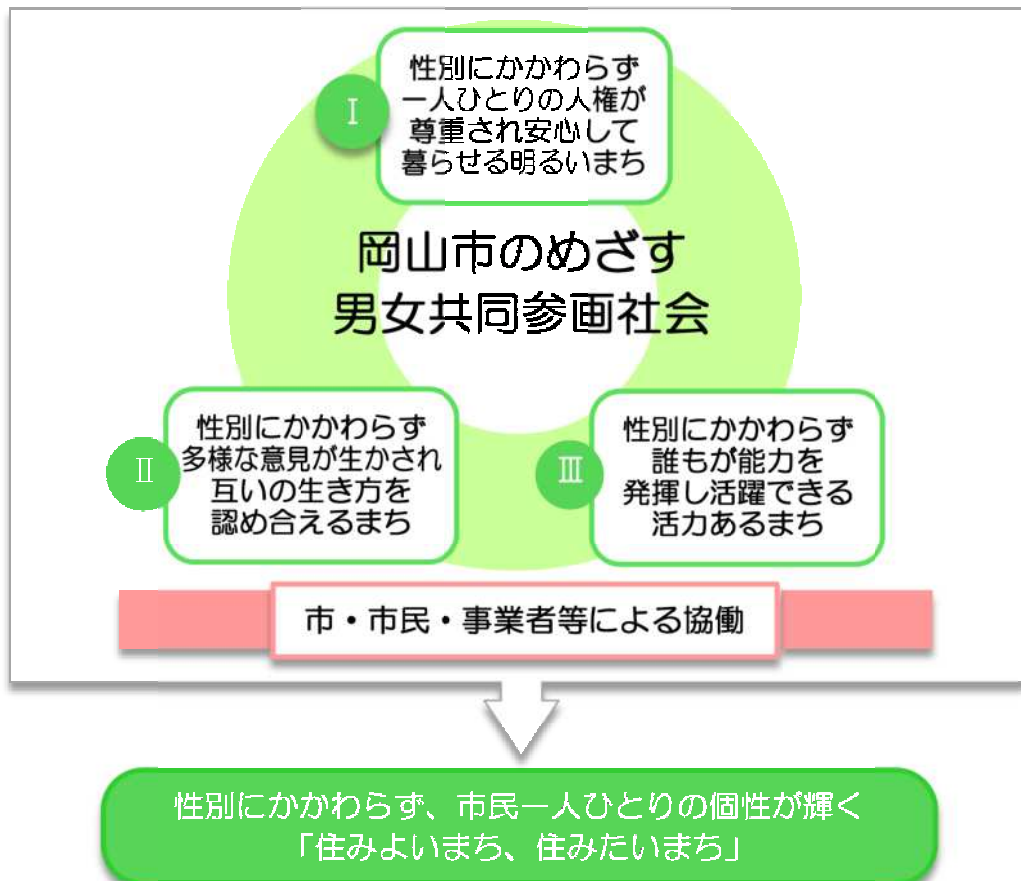 Ⅰ
性別にかかわらず
一人ひとりの人権が
尊重され安心して
暮らせる明るいまち
岡山市のめざす
男女共同参画社会
Ⅱ
性別にかかわらず
多様な意見が生かされ
互いの生き方を
認め合えるまち
Ⅲ
性別にかかわらず
誰もが能力を
発揮し活躍できる
活力あるまち
市・市民・事業者等による協働
性別にかかわらず、市民一人ひとりの個性が輝く
「住みよいまち、住みたいまち」